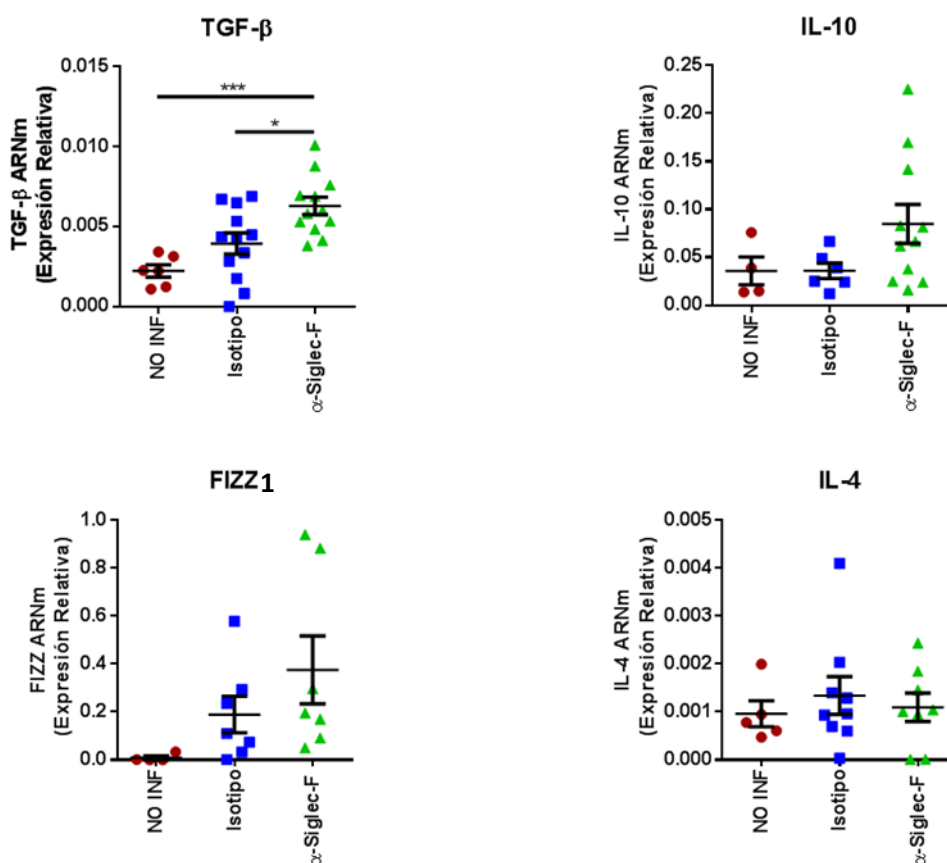 TGF-β
***
*
TGF-β ARNm
(Expresión Relativa)
0.015
0.010
0.005
0.000
NO INF
Isotipo
α-Siglec-F
IL-10
IL-10 ARNm
(Expresión Relativa)
0.25
0.20
0.15
0.10
0.05
0.00
NO INF
Isotipo
α-Siglec-F
FIZZ1
FIZZ ARNm
(Expresión Relativa)
1.0
0.8
0.6
0.4
0.2
0.0
NO INF
Isotipo
α-Siglec-F
IL-4
IL-4 ARNm
(Expresión Relativa)
0.005
0.004
0.003
0.002
0.001
0.000
NO INF
Isotipo
α-Siglec-F